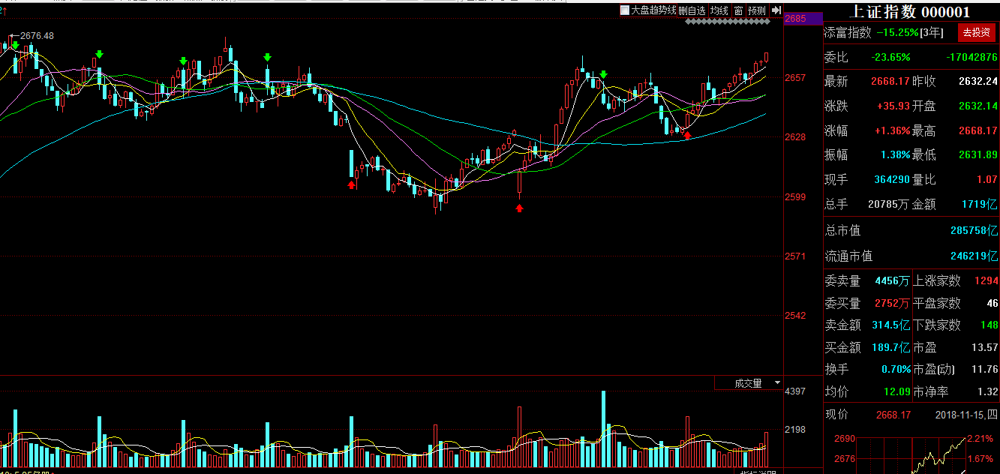 大盘趋势线 删自选 均线 窗 预测
2676.48
2685
2657
2628
2599
2571
2542
成交量
4397
2198
上证指数 000001
添富指数 -15.25%[3年] 去投资
委比 -23.65% -17042876
最新 2668.17 昨收 2632.24
涨跌 +35.93 开盘 2632.14
涨幅 +1.36% 最高 2668.17
振幅 1.38% 最低 2631.89
现手 364290 量比 1.07
总手 20785万 金额 1719亿
总市值 285758亿
流通市值 246219亿
委卖量 4456万 上涨家数 1294
委买量 2752万 平盘家数 46
卖金额 314.5亿 下跌家数 148
买金额 189.7亿 市盈 13.57
换手 0.70% 市盈(动) 11.76
均价 12.09 市净率 1.32
现价 2668.17 2018-11-15,四
2690 2.21%
2676 1.67%